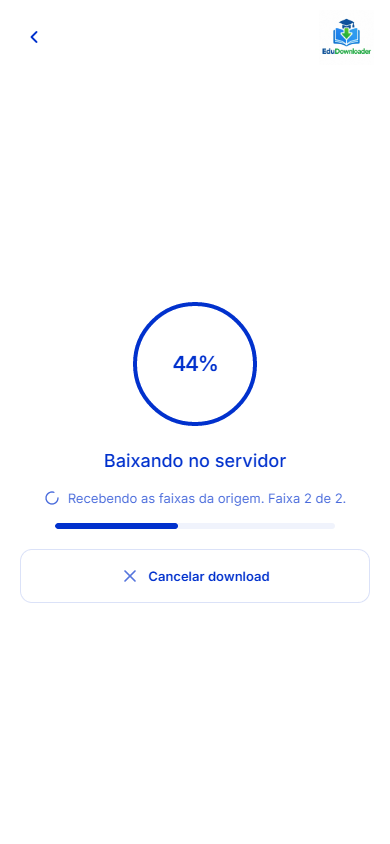 EduDownloader
44%
Baixando no servidor
Recebendo as faixas da origem. Faixa 2 de 2.
Cancelar download